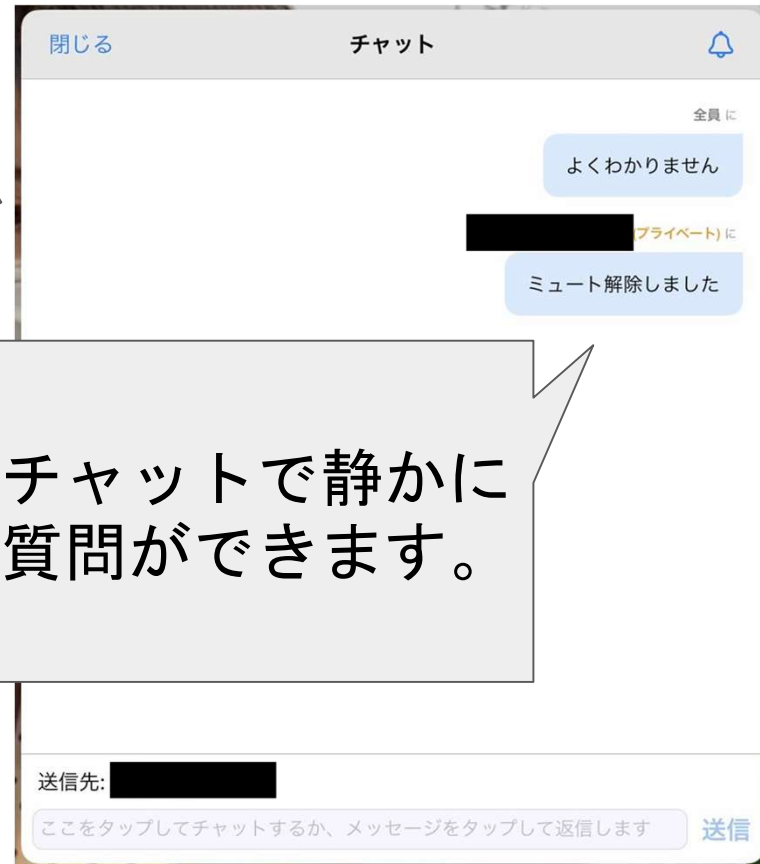 閉じる
チャット
全員 に
よくわかりません
(プライベート) に
ミュート解除しました
チャットで静かに
質問ができます。
送信先:
ここをタップしてチャットするか、メッセージをタップして返信します
送信